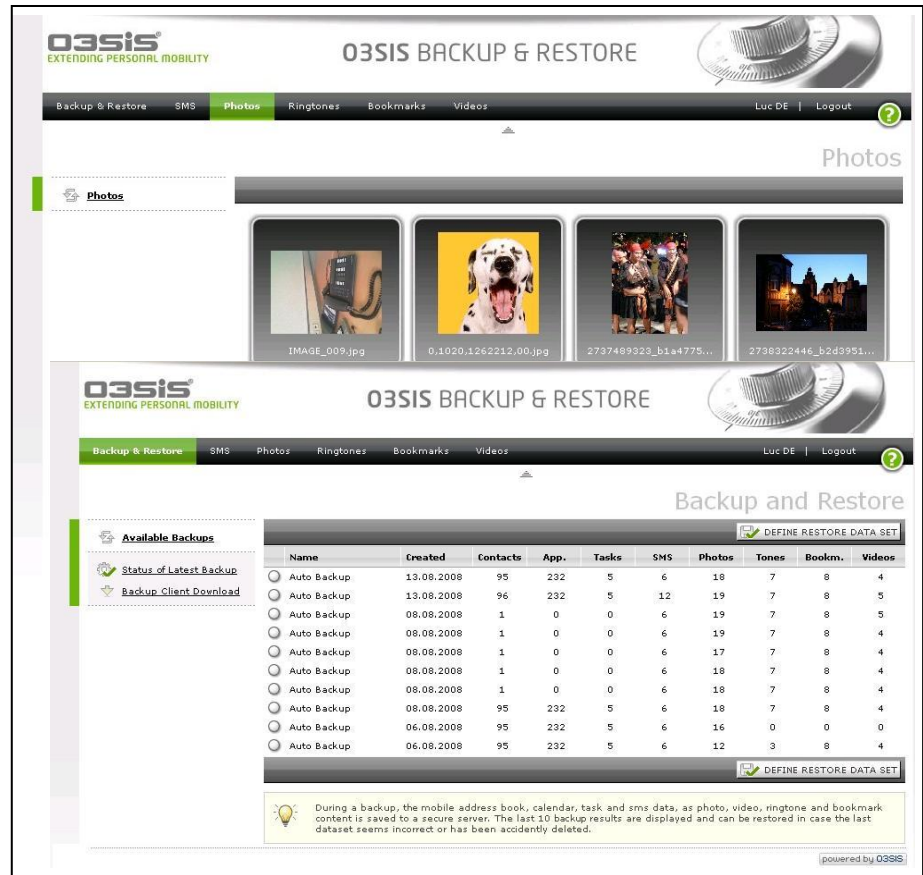 O3SiS®
EXTENDING PERSONAL MOBILITY
O3SIS BACKUP & RESTORE
Backup & Restore SMS Photos Ringtones Bookmarks Videos Luc DE | Logout ?
Photos
Photos
IMAGE_009.jpg 0,1020,1262212,00.jpg 2737489323_b1a4775... 2738322446_b2d3951...
O3SiS®
EXTENDING PERSONAL MOBILITY
O3SIS BACKUP & RESTORE
Backup & Restore SMS Photos Ringtones Bookmarks Videos Luc DE | Logout ?
Backup and Restore
Available Backups
Status of Latest Backup
Backup Client Download
DEFINE RESTORE DATA SET
Name Created Contacts App. Tasks SMS Photos Tones Bookm. Videos
Auto Backup 13.08.2008 95 232 5 6 18 7 8 4
Auto Backup 13.08.2008 96 232 5 12 19 7 8 5
Auto Backup 08.08.2008 1 0 0 6 19 7 8 5
Auto Backup 08.08.2008 1 0 0 6 19 7 8 4
Auto Backup 08.08.2008 1 0 0 6 17 7 8 4
Auto Backup 08.08.2008 1 0 0 6 18 7 8 4
Auto Backup 08.08.2008 1 0 0 6 18 7 8 4
Auto Backup 08.08.2008 95 232 5 6 18 7 8 4
Auto Backup 06.08.2008 95 232 5 6 16 0 0 0
Auto Backup 06.08.2008 95 232 5 6 12 3 8 4
DEFINE RESTORE DATA SET
During a backup, the mobile address book, calendar, task and sms data, as photo, video, ringtone and bookmark
content is saved to a secure server. The last 10 backup results are displayed and can be restored in case the last
dataset seems incorrect or has been accidently deleted.
powered by O3SIS